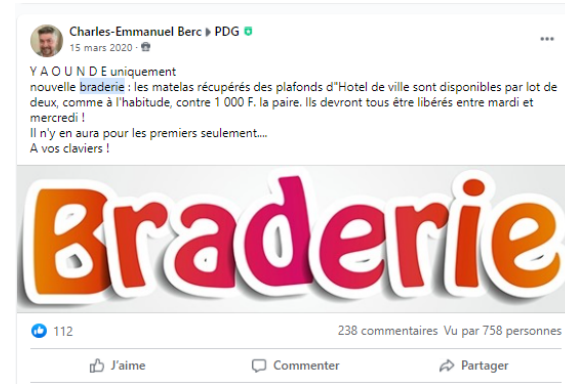 Charles-Emmanuel Berc ▸ PDG
15 mars 2020 ·
Y A O U N D E uniquement
nouvelle braderie : les matelas récupérés des plafonds d"Hotel de ville sont disponibles par lot de
deux, comme à l'habitude, contre 1 000 F. la paire. Ils devront tous être libérés entre mardi et
mercredi !
Il n'y en aura pour les premiers seulement....
A vos claviers !
Braderie
112
238 commentaires Vu par 758 personnes
J'aime
Commenter
Partager